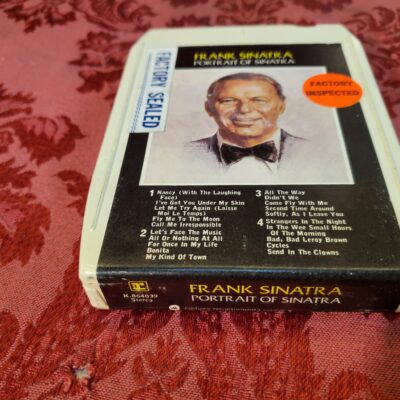 FACTORY SEALED
FRANK SINATRA
PORTRAIT OF SINATRA
FACTORY
INSPECTED
1 Nancy (With The Laughing
Face)
I've Got You Under My Skin
Let Me Try Again (Laisse
Moi Le Temps)
Fly Me To The Moon
Call Me Irresponsible
2 Let's Face The Music
All Or Nothing At All
For Once In My Life
Bonita
My Kind Of Town
3 All The Way
Didn't We
Come Fly With Me
Second Time Around
Softly, As I Leave You
4 Strangers In The Night
In The Wee Small Hours
Of The Morning
Bad, Bad Leroy Brown
Cycles
Send In The Clowns
K.864039
Stereo
FRANK SINATRA
PORTRAIT OF SINATRA